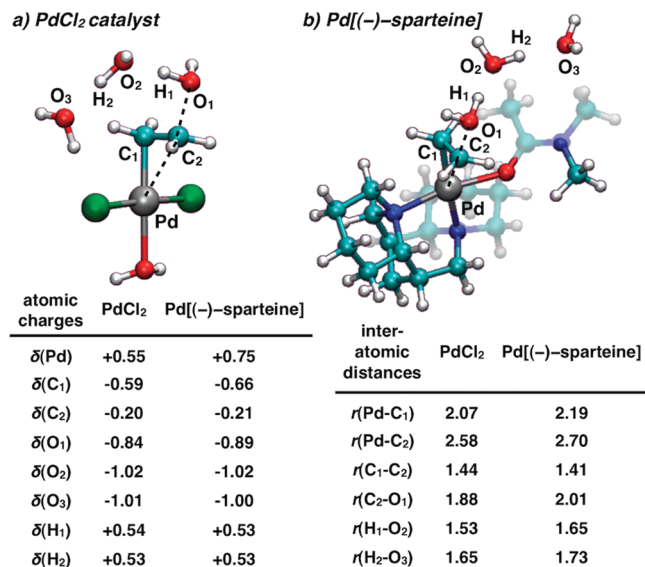 a) PdCl₂ catalyst
b) Pd[(–)–sparteine]
O₃
H₂
O₂
H₁
O₁
C₁
C₂
Pd
H₂
O₂
O₃
H₁
O₁
C₁
C₂
Pd
atomic charges PdCl₂ Pd[(–)–sparteine]
δ(Pd) +0.55 +0.75
δ(C₁) -0.59 -0.66
δ(C₂) -0.20 -0.21
δ(O₁) -0.84 -0.89
δ(O₂) -1.02 -1.02
δ(O₃) -1.01 -1.00
δ(H₁) +0.54 +0.53
δ(H₂) +0.53 +0.53
inter-
atomic PdCl₂ Pd[(–)–sparteine]
distances
r(Pd-C₁) 2.07 2.19
r(Pd-C₂) 2.58 2.70
r(C₁-C₂) 1.44 1.41
r(C₂-O₁) 1.88 2.01
r(H₁-O₂) 1.53 1.65
r(H₂-O₃) 1.65 1.73